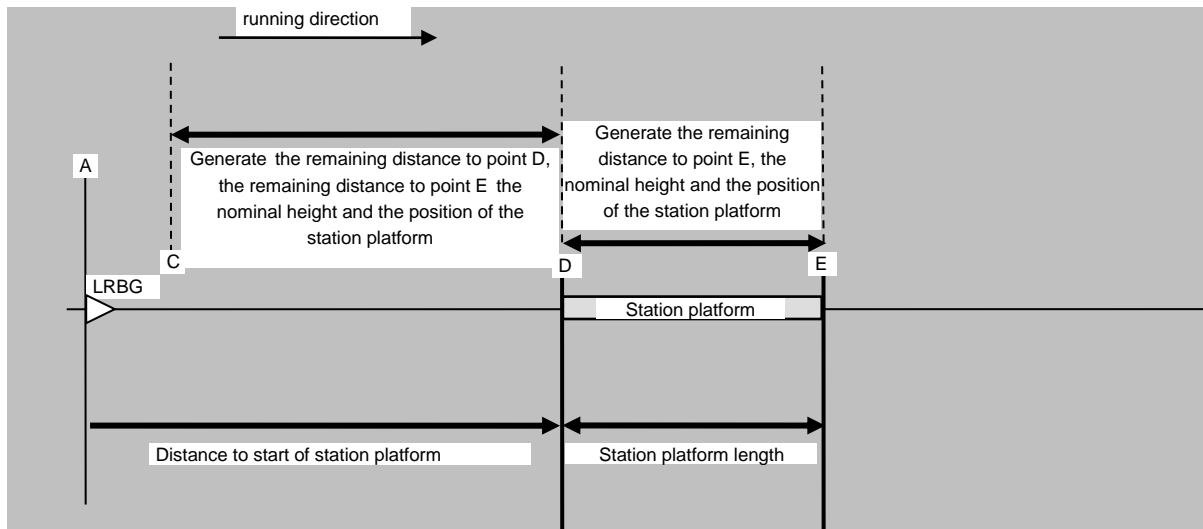 running direction
Generate the remaining
distance to point E, the
nominal height and the position
of the station platform
Generate the remaining distance to point D,
the remaining distance to point E the
nominal height and the position of the
station platform
A
C
D
E
LRBG
Station platform
Distance to start of station platform
Station platform length